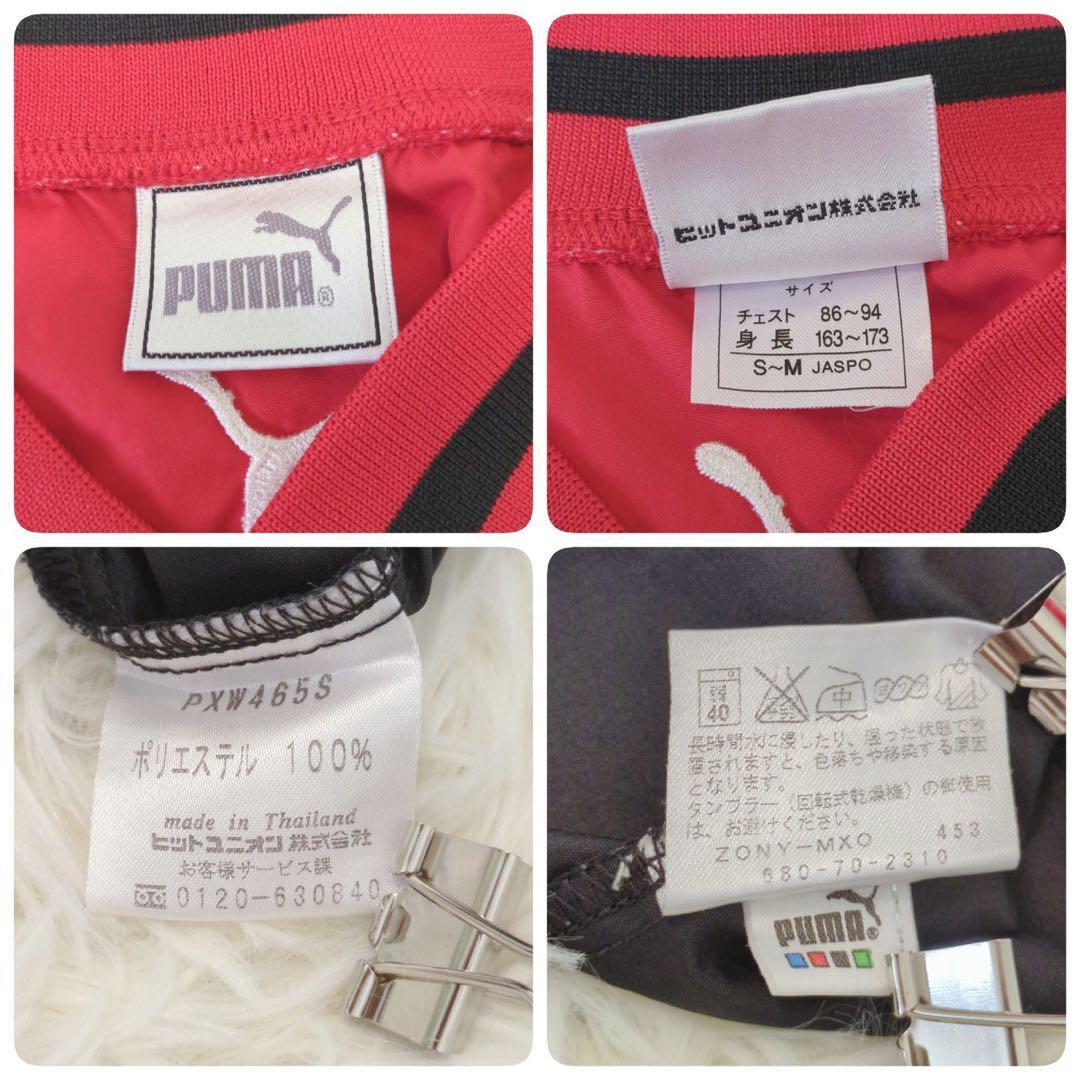 PUMA®
ヒットユニオン株式会社
サイズ
チェスト 86～94
身長 163～173
S～M JASPO
PXW465S
ポリエステル 100%
made in Thailand
ヒットユニオン株式会社
お客様サービス課
0120-630840
40
中
長時間水に浸したり、湿った状態で放
置されますと、色落ちや移染する原因
となります。
タンブラー（回転式乾燥機）の御使用
は、お避けください。
453
ZONY-MXO
680-70-2310
PUMA®